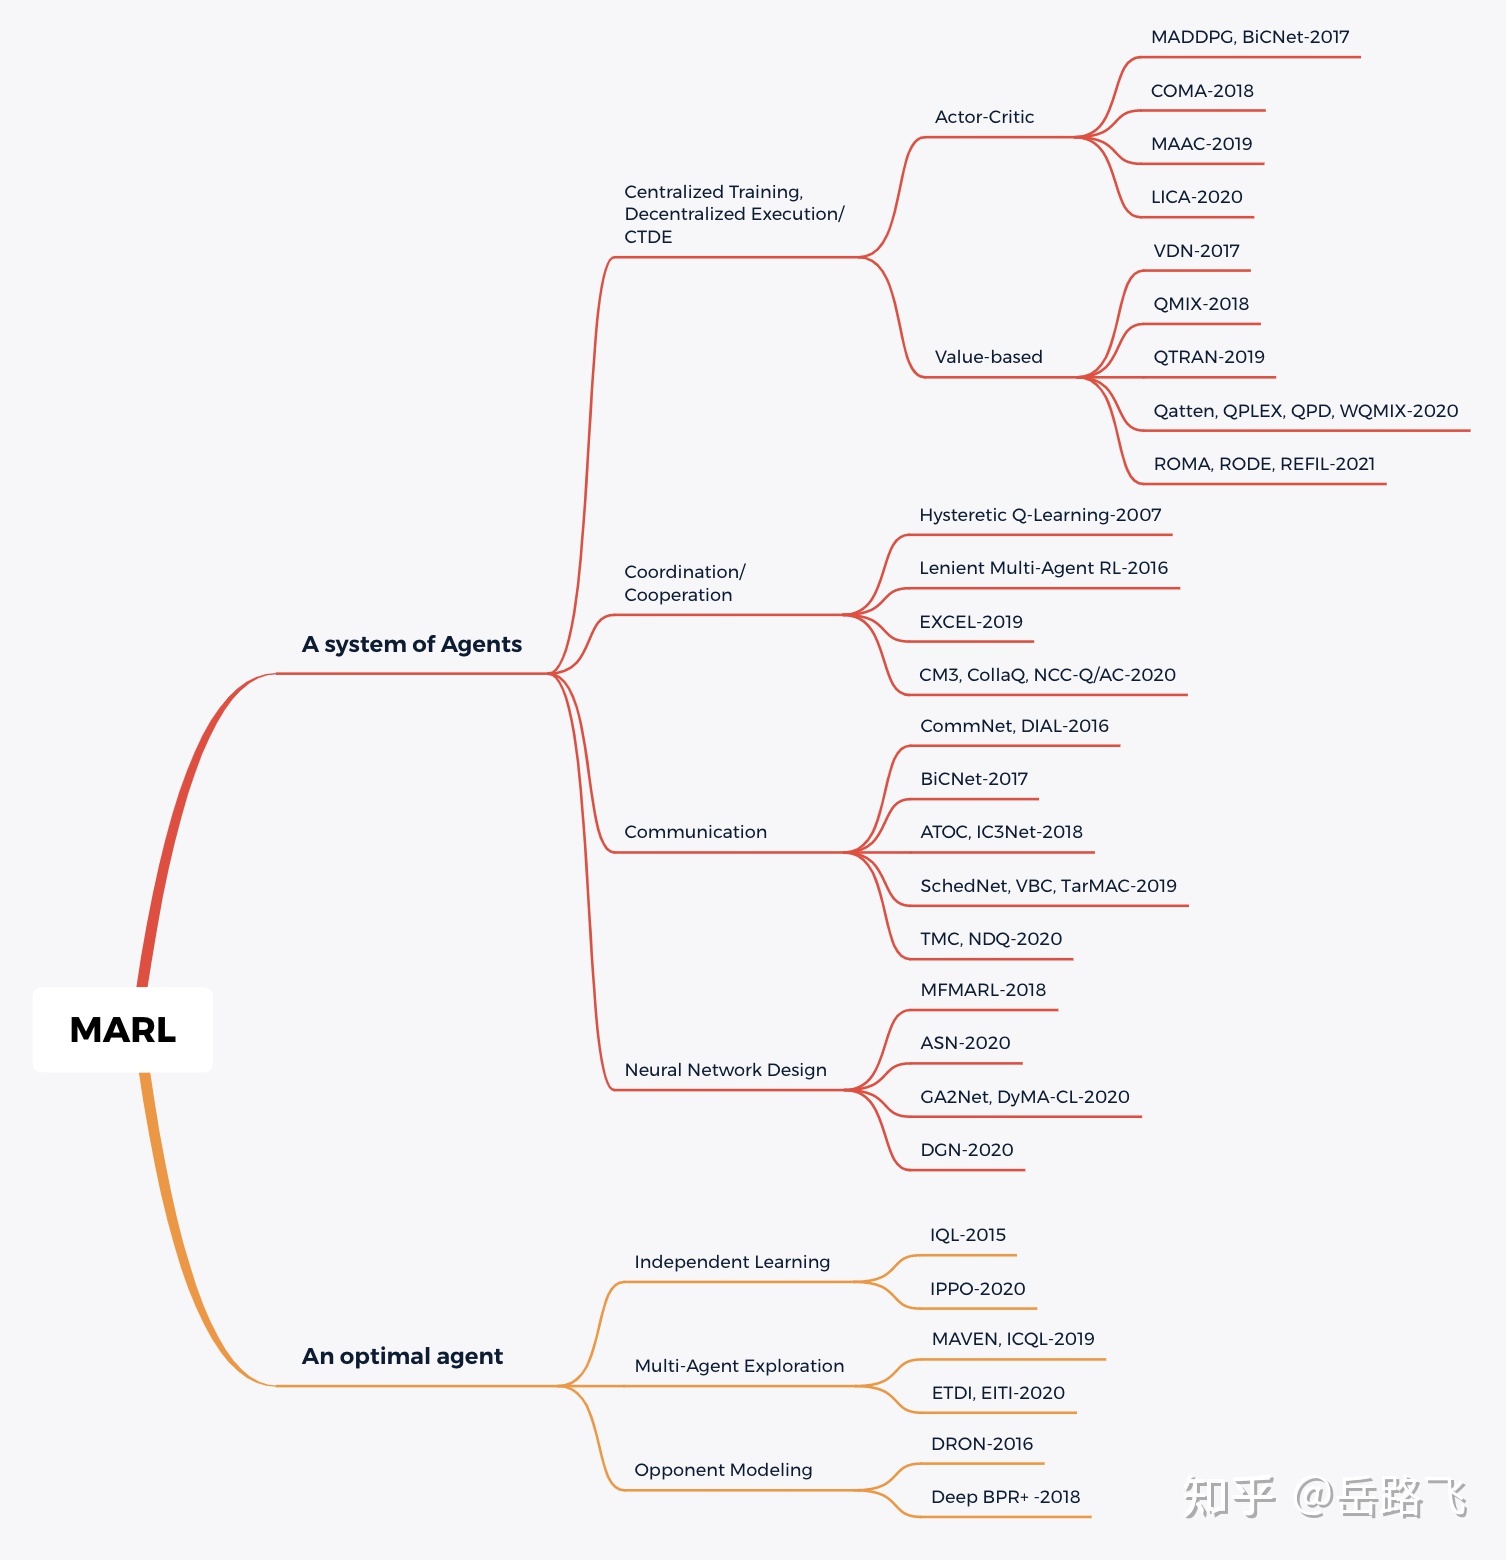 MARL
A system of Agents
Centralized Training,
Decentralized Execution/
CTDE
Actor-Critic
MADDPG, BiCNet-2017
COMA-2018
MAAC-2019
LICA-2020
Value-based
VDN-2017
QMIX-2018
QTRAN-2019
Qatten, QPLEX, QPD, WQMIX-2020
ROMA, RODE, REFIL-2021
Coordination/
Cooperation
Hysteretic Q-Learning-2007
Lenient Multi-Agent RL-2016
EXCEL-2019
CM3, CollaQ, NCC-Q/AC-2020
Communication
CommNet, DIAL-2016
BiCNet-2017
ATOC, IC3Net-2018
SchedNet, VBC, TarMAC-2019
TMC, NDQ-2020
Neural Network Design
MFMARL-2018
ASN-2020
GA2Net, DyMA-CL-2020
DGN-2020
An optimal agent
Independent Learning
IQL-2015
IPPO-2020
Multi-Agent Exploration
MAVEN, ICQL-2019
ETDI, EITI-2020
Opponent Modeling
DRON-2016
Deep BPR+ -2018
知乎 @岳路飞